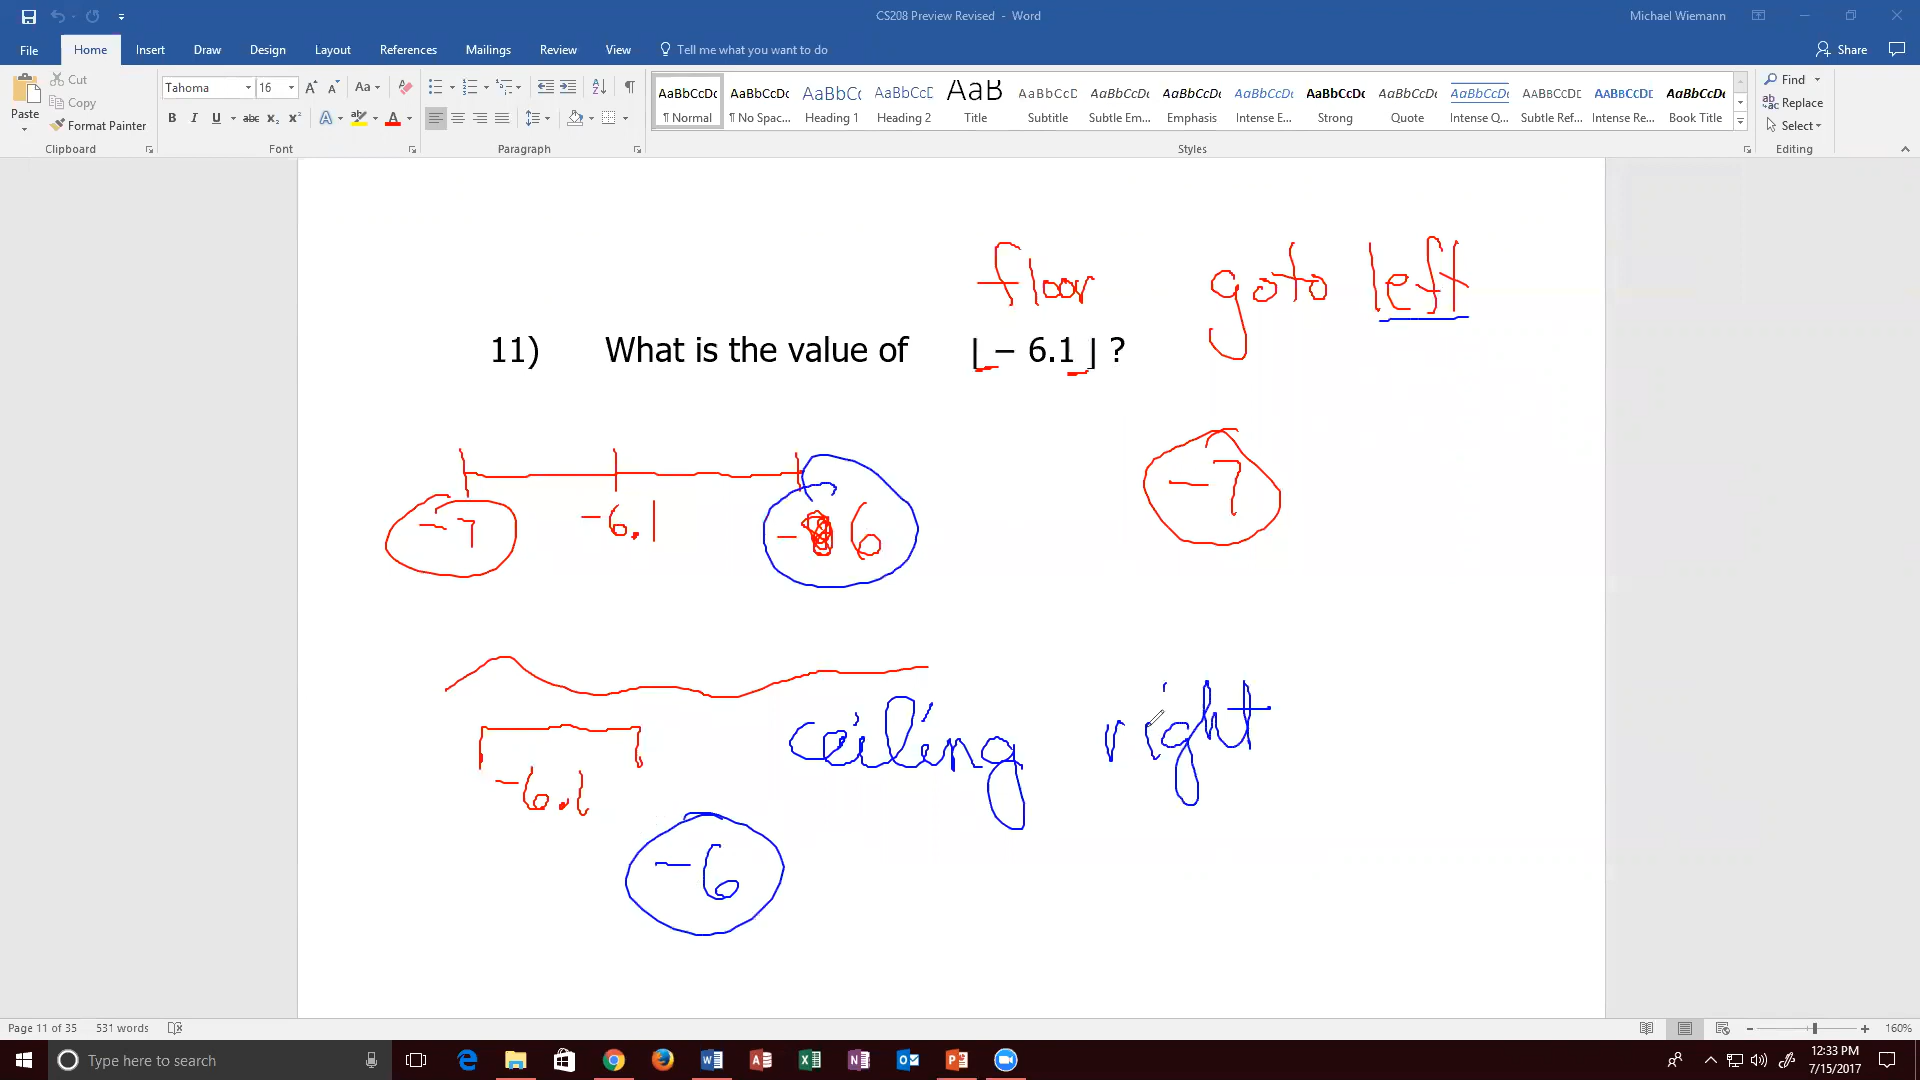 CS208 Preview Revised - Word
Michael Wiemann
File Home Insert Draw Design Layout References Mailings Review View Tell me what you want to do Share
Paste Cut Copy Format Painter
Tahoma 16
AaBbCcDc AaBbCcDc AaBbCc AaBbCcD AaB AaBbCcD AaBbCcDc AaBbCcDc AaBbCcDc AaBbCcDc AaBbCcDc AaBbCcDc AABBCCDC AABBCCDC AaBbCcDc
¶ Normal ¶ No Spac... Heading 1 Heading 2 Title Subtitle Subtle Em... Emphasis Intense E... Strong Quote Intense Q... Subtle Ref... Intense Re... Book Title
Find Replace Select
Clipboard Font Paragraph Styles Editing
floor goto left
11) What is the value of ⌊ − 6.1 ⌋ ?
-7
-7 -6.1 - 6
ceiling right
-6.1
-6
Page 11 of 35 531 words 160%
Type here to search
12:33 PM
7/15/2017